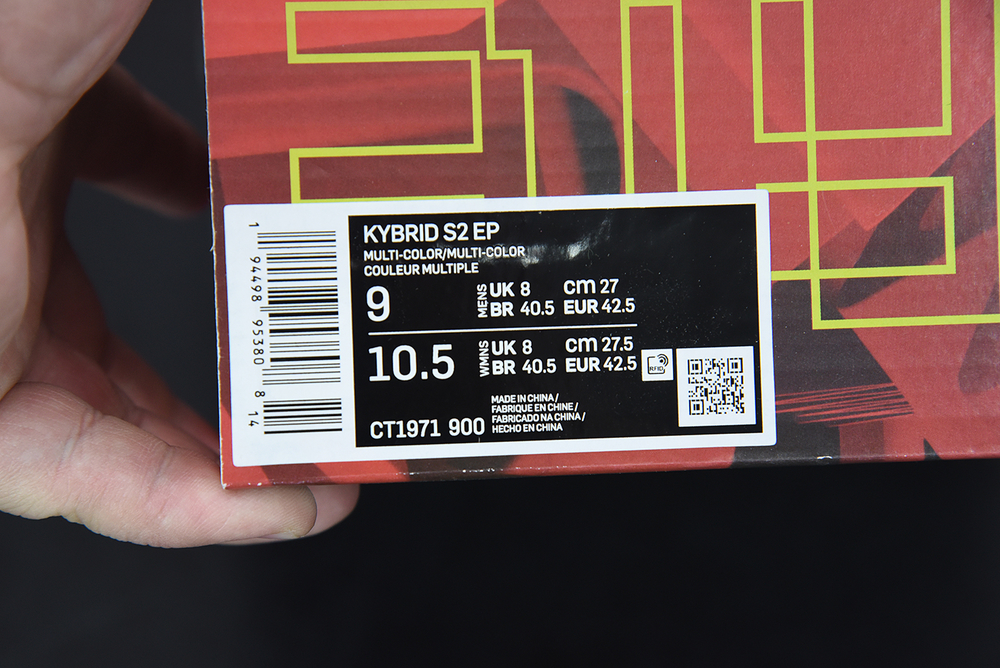 KYBRID S2 EP
MULTI-COLOR/MULTI-COLOR
COULEUR MULTIPLE
9
MENS
UK 8
cm 27
BR 40.5
EUR 42.5
10.5
WMNS
UK 8
cm 27.5
BR 40.5
EUR 42.5
RFID
MADE IN CHINA /
FABRIQUE EN CHINE /
FABRICADO NA CHINA /
HECHO EN CHINA
CT1971 900
1 94498 95380 8 14